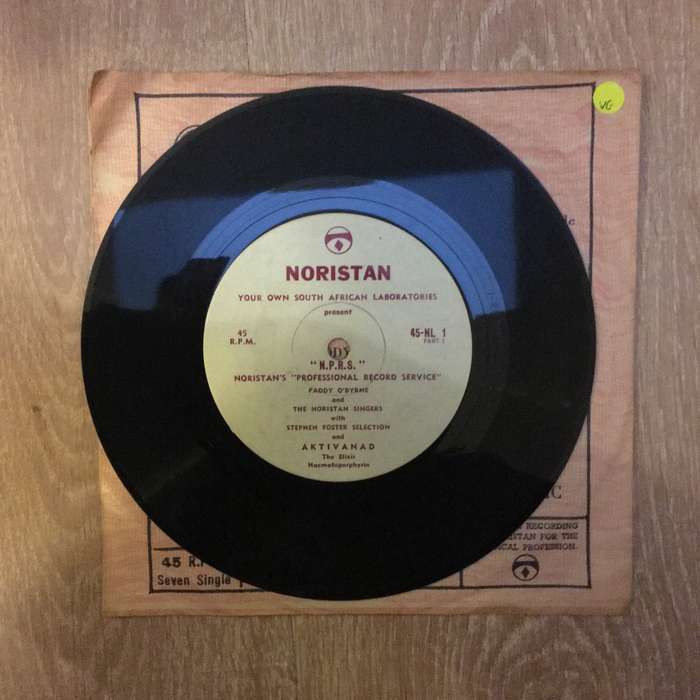 VG
NORISTAN
YOUR OWN SOUTH AFRICAN LABORATORIES
present
45
R.P.M.
45-NL 1
PART 1
"N.P.R.S."
NORISTAN'S "PROFESSIONAL RECORD SERVICE"
PADDY O'BYRNE
and
THE NORISTAN SINGERS
with
STEPHEN FOSTER SELECTION
and
AKTIVANAD
The Elixir
Haematoporphyrin
RECORDING
FOR THE
PROFESSION.
45
Seven Single